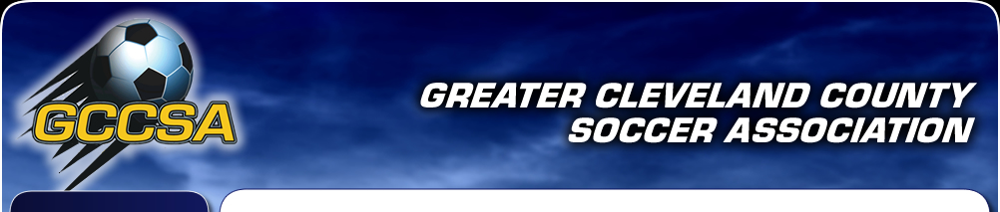 GCCSA
GREATER CLEVELAND COUNTY
SOCCER ASSOCIATION